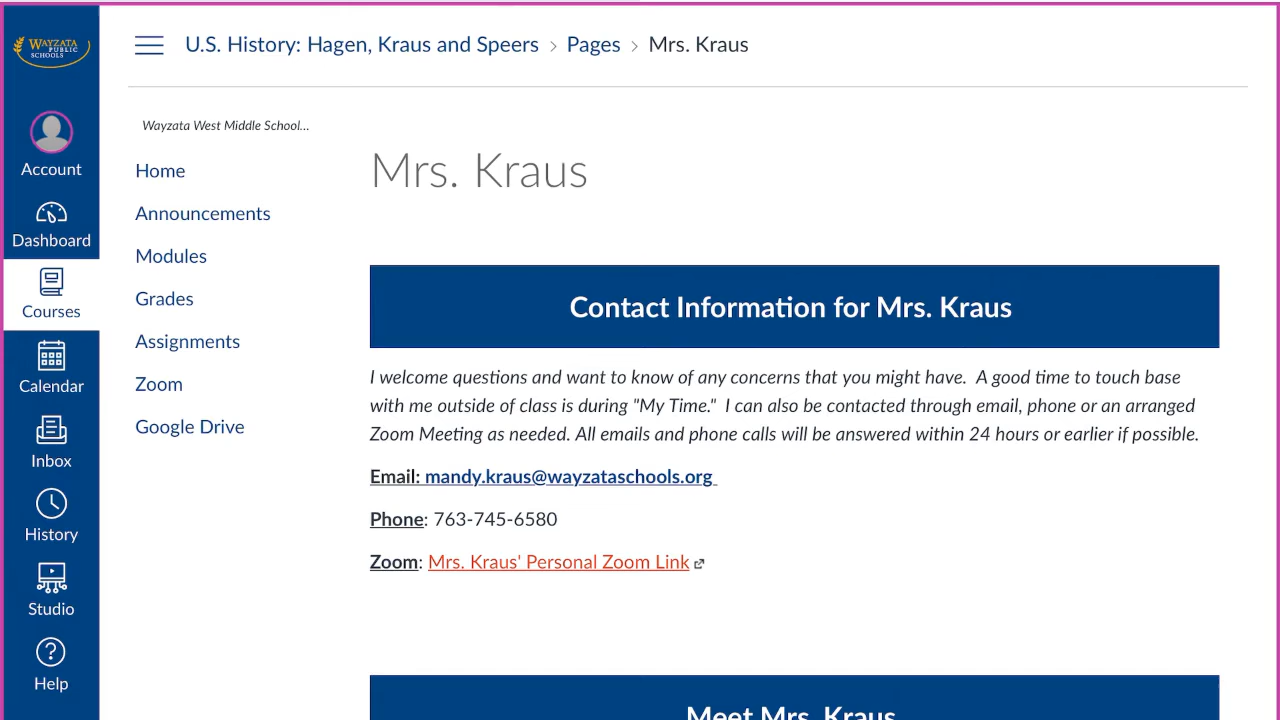 WAYZATA
PUBLIC
SCHOOLS
Account
Dashboard
Courses
Calendar
Inbox
History
Studio
Help
U.S. History: Hagen, Kraus and Speers > Pages > Mrs. Kraus
Wayzata West Middle School...
Home
Announcements
Modules
Grades
Assignments
Zoom
Google Drive
Mrs. Kraus
Contact Information for Mrs. Kraus
I welcome questions and want to know of any concerns that you might have. A good time to touch base
with me outside of class is during "My Time." I can also be contacted through email, phone or an arranged
Zoom Meeting as needed. All emails and phone calls will be answered within 24 hours or earlier if possible.
Email: mandy.kraus@wayzataschools.org
Phone: 763-745-6580
Zoom: Mrs. Kraus' Personal Zoom Link
Meet Mrs. Kraus